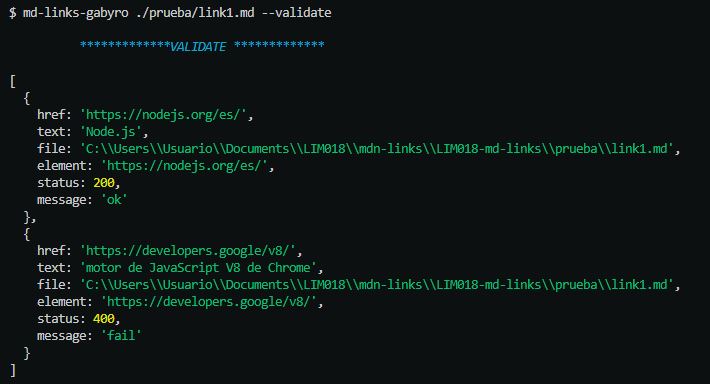 $ md-links-gabyro ./prueba/link1.md --validate
*************VALIDATE *************
[
  {
    href: 'https://nodejs.org/es/',
    text: 'Node.js',
    file: 'C:\\Users\\Usuario\\Documents\\LIM018\\mdn-links\\LIM018-md-links\\prueba\\link1.md',
    element: 'https://nodejs.org/es/',
    status: 200,
    message: 'ok'
  },
  {
    href: 'https://developers.google/v8/',
    text: 'motor de JavaScript V8 de Chrome',
    file: 'C:\\Users\\Usuario\\Documents\\LIM018\\mdn-links\\LIM018-md-links\\prueba\\link1.md',
    element: 'https://developers.google/v8/',
    status: 400,
    message: 'fail'
  }
]